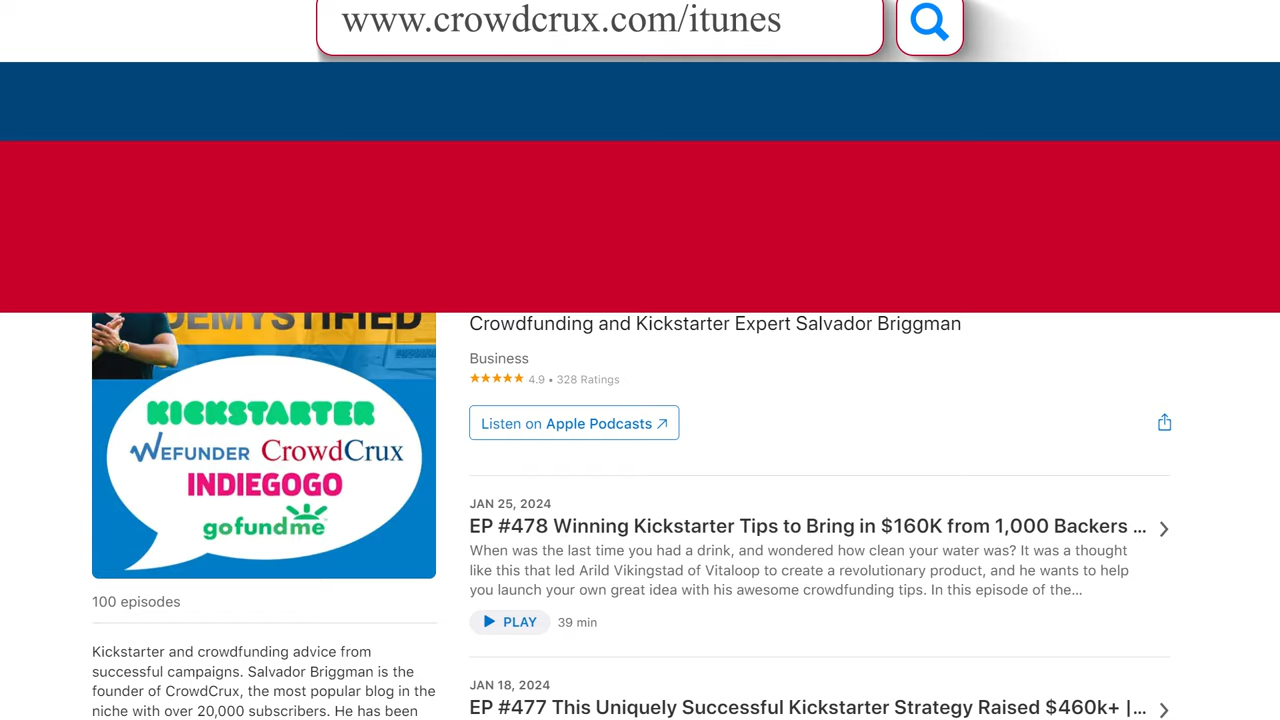 www.crowdcrux.com/itunes
DEMYSTIFIED
Crowdfunding and Kickstarter Expert Salvador Briggman
Business
4.9 • 328 Ratings
Listen on Apple Podcasts
KICKSTARTER
WEFUNDER CrowdCrux
INDIEGOGO
gofundme
100 episodes
Kickstarter and crowdfunding advice from
successful campaigns. Salvador Briggman is the
founder of CrowdCrux, the most popular blog in the
niche with over 20,000 subscribers. He has been
JAN 25, 2024
EP #478 Winning Kickstarter Tips to Bring in $160K from 1,000 Backers ...
When was the last time you had a drink, and wondered how clean your water was? It was a thought
like this that led Arild Vikingstad of Vitaloop to create a revolutionary product, and he wants to help
you launch your own great idea with his awesome crowdfunding tips. In this episode of the...
PLAY 39 min
JAN 18, 2024
EP #477 This Uniquely Successful Kickstarter Strategy Raised $460k+ |...